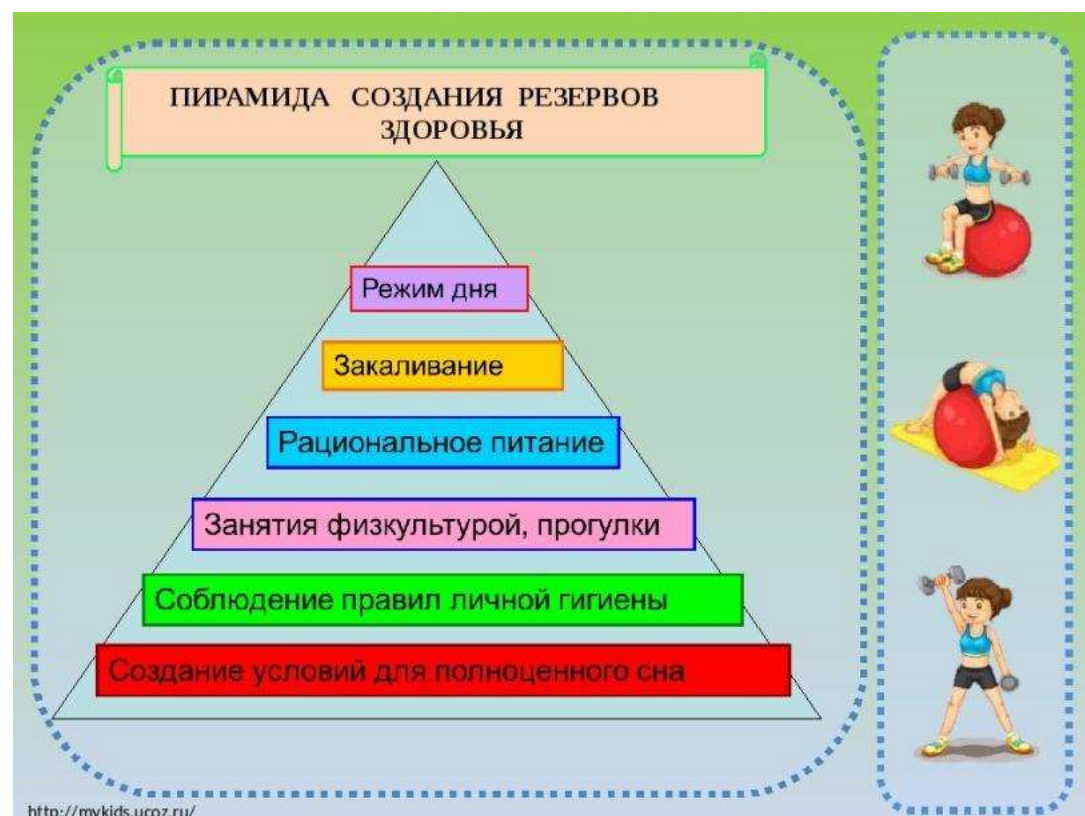 ПИРАМИДА СОЗДАНИЯ РЕЗЕРВОВ
ЗДОРОВЬЯ
Режим дня
Закаливание
Рациональное питание
Занятия физкультурой, прогулки
Соблюдение правил личной гигиены
Создание условий для полноценного сна
http://mykids.ucoz.ru/